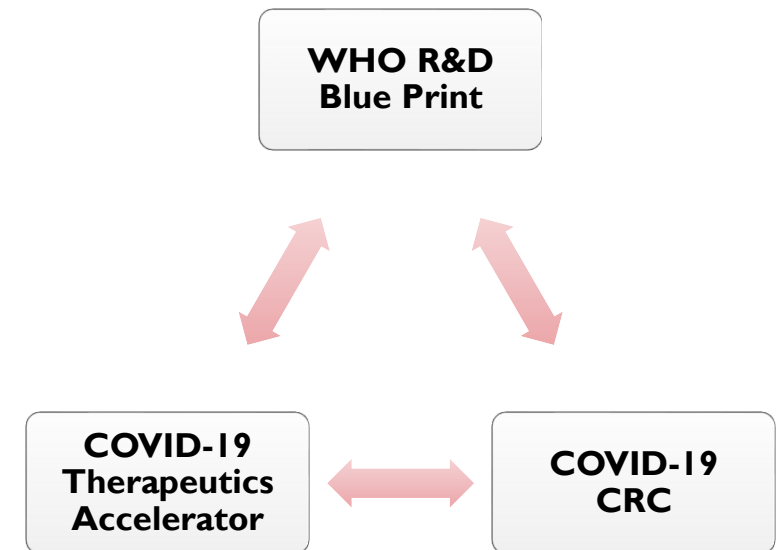 WHO R&D
Blue Print
COVID-19
Therapeutics
Accelerator
COVID-19
CRC